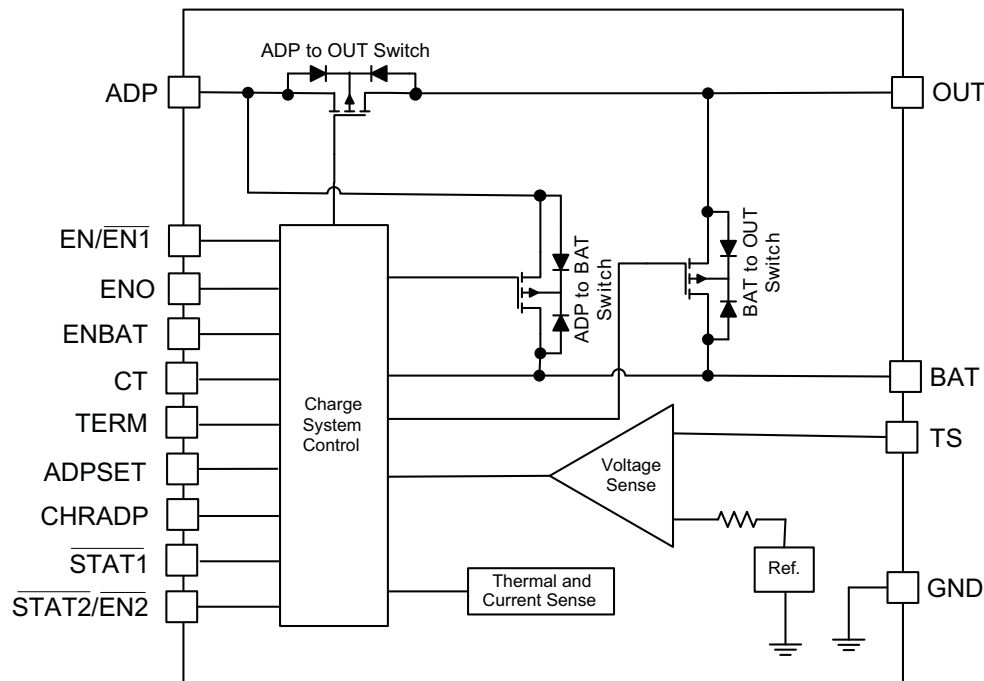 ADP to OUT Switch
ADP
OUT
EN/EN1
ENO
ENBAT
CT
TERM
ADPSET
CHRADP
STAT1
STAT2/EN2
Charge
System
Control
ADP to BAT
Switch
BAT to OUT
Switch
BAT
TS
Voltage
Sense
Thermal and
Current Sense
Ref.
GND